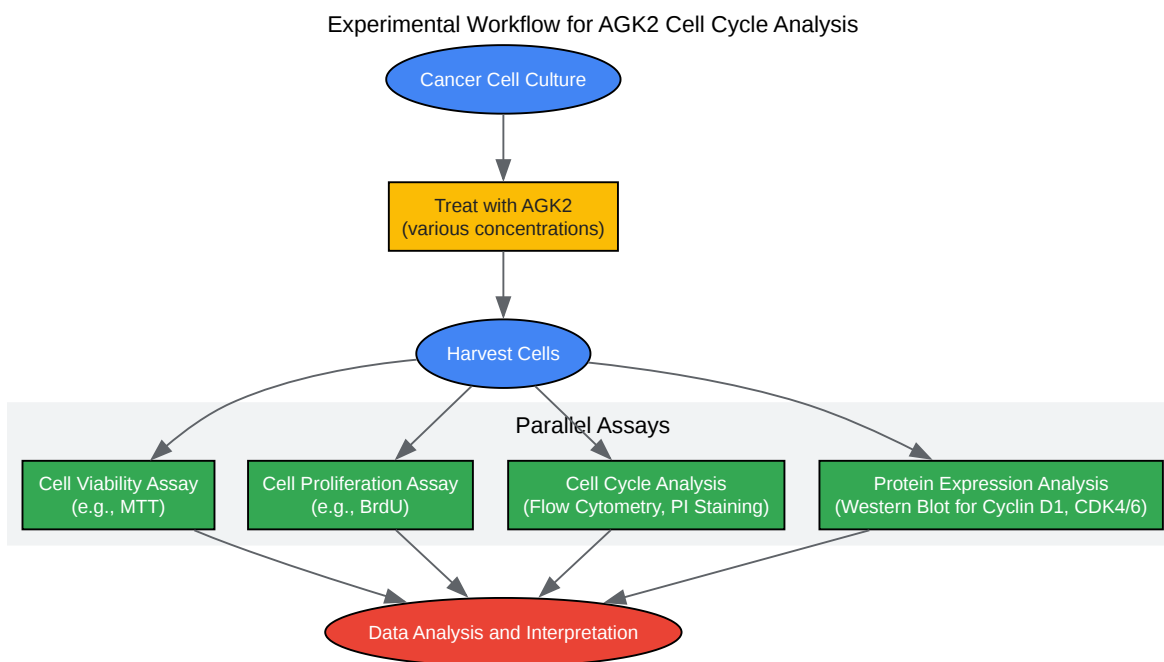 Experimental Workflow for AGK2 Cell Cycle Analysis
Cancer Cell Culture
Treat with AGK2
(various concentrations)
Harvest Cells
Parallel Assays
Cell Viability Assay
(e.g., MTT)
Cell Proliferation Assay
(e.g., BrdU)
Cell Cycle Analysis
(Flow Cytometry, PI Staining)
Protein Expression Analysis
(Western Blot for Cyclin D1, CDK4/6)
Data Analysis and Interpretation